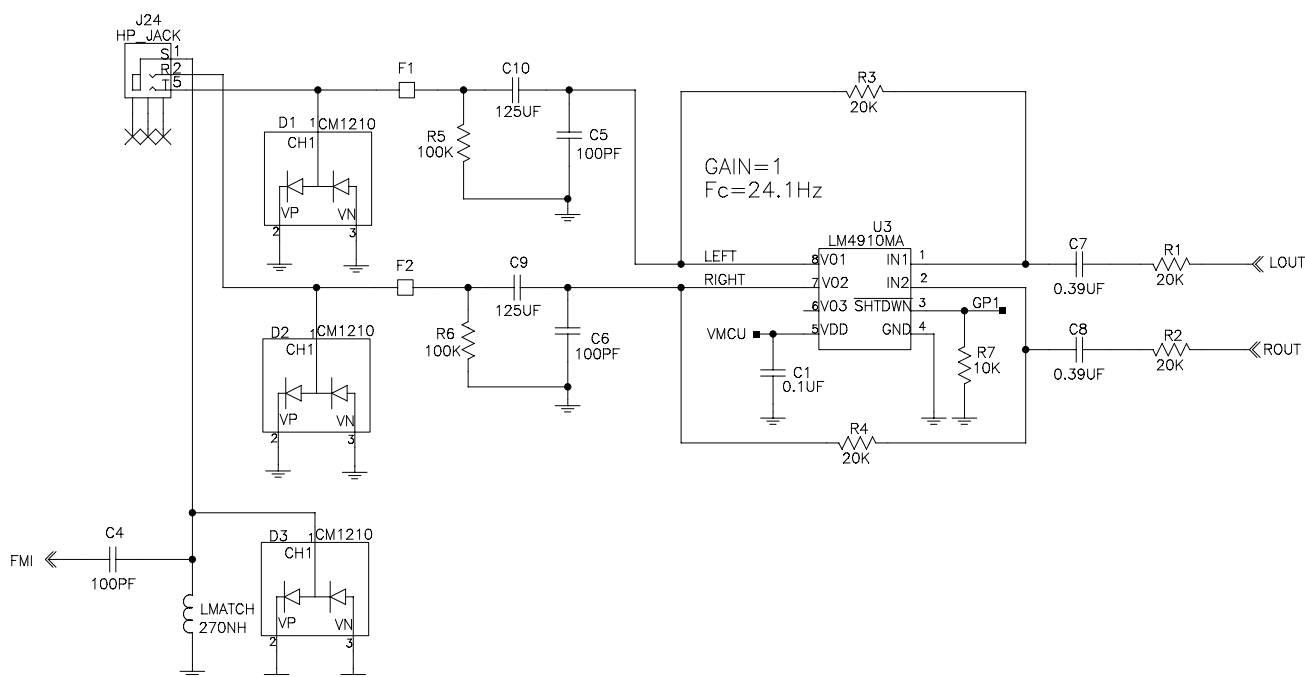 J24
HP_JACK
S 1
R 2
T 5
F1
C10
125UF
R3
20K
D1 1 CM1210
CH1
VP VN
2 3
R5
100K
C5
100PF
GAIN=1
Fc=24.1Hz
U3
LM4910MA
LEFT 8 VO1 IN1 1
RIGHT 7 VO2 IN2 2
6 VO3 SHTDWN 3 GP1
VMCU 5 VDD GND 4
C7
0.39UF
R1
20K
LOUT
F2
C9
125UF
D2 1 CM1210
CH1
VP VN
2 3
R6
100K
C6
100PF
C1
0.1UF
R7
10K
C8
0.39UF
R2
20K
ROUT
R4
20K
FMI
C4
100PF
D3 1 CM1210
CH1
VP VN
2 3
LMATCH
270NH